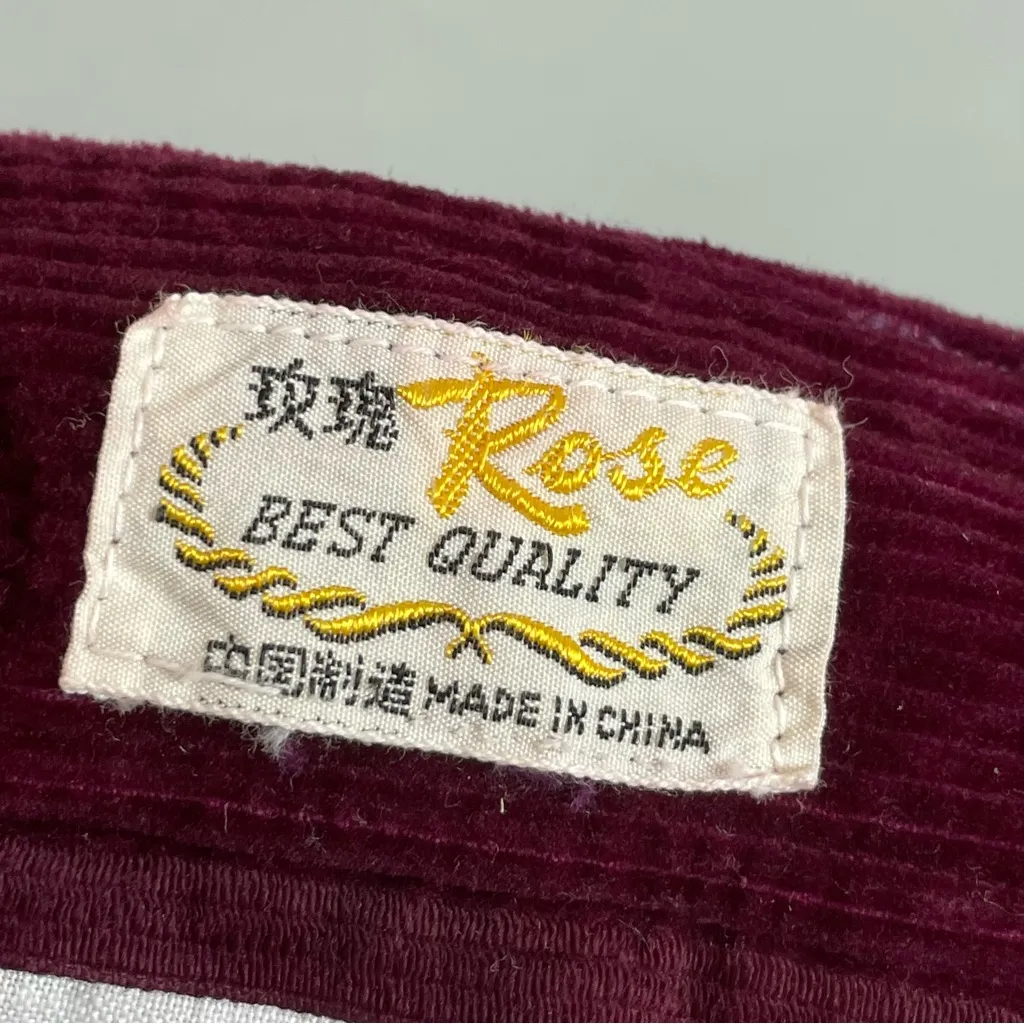 玫瑰 Rose
BEST QUALITY
中国制造 MADE IN CHINA